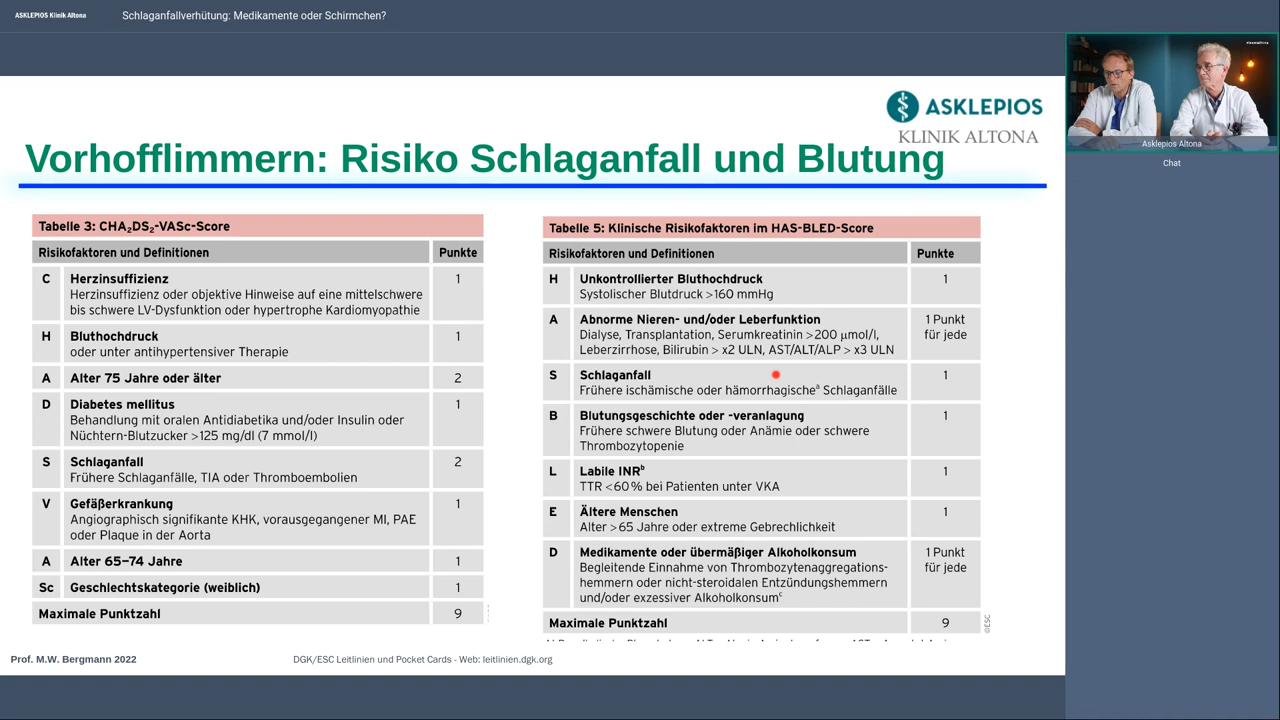 ASKLEPIOS Klinik Altona
Schlaganfallverhütung: Medikamente oder Schirmchen?
ASKLEPIOS
KLINIK ALTONA
Vorhofflimmern: Risiko Schlaganfall und Blutung
Tabelle 3: CHA₂DS₂-VASc-Score
Risikofaktoren und Definitionen Punkte
C Herzinsuffizienz 1
Herzinsuffizienz oder objektive Hinweise auf eine mittelschwere
bis schwere LV-Dysfunktion oder hypertrophe Kardiomyopathie
H Bluthochdruck 1
oder unter antihypertensiver Therapie
A Alter 75 Jahre oder älter 2
D Diabetes mellitus 1
Behandlung mit oralen Antidiabetika und/oder Insulin oder
Nüchtern-Blutzucker >125 mg/dl (7 mmol/l)
S Schlaganfall 2
Frühere Schlaganfälle, TIA oder Thromboembolien
V Gefäßerkrankung 1
Angiographisch signifikante KHK, vorausgegangener MI, PAE
oder Plaque in der Aorta
A Alter 65–74 Jahre 1
Sc Geschlechtskategorie (weiblich) 1
Maximale Punktzahl 9
Tabelle 5: Klinische Risikofaktoren im HAS-BLED-Score
Risikofaktoren und Definitionen Punkte
H Unkontrollierter Bluthochdruck 1
Systolischer Blutdruck >160 mmHg
A Abnorme Nieren- und/oder Leberfunktion 1 Punkt
Dialyse, Transplantation, Serumkreatinin >200 µmol/l, für jede
Leberzirrhose, Bilirubin > x2 ULN, AST/ALT/ALP > x3 ULN
S Schlaganfall 1
Frühere ischämische oder hämorrhagischeᵃ Schlaganfälle
B Blutungsgeschichte oder -veranlagung 1
Frühere schwere Blutung oder Anämie oder schwere
Thrombozytopenie
L Labile INRᵇ 1
TTR <60 % bei Patienten unter VKA
E Ältere Menschen 1
Alter >65 Jahre oder extreme Gebrechlichkeit
D Medikamente oder übermäßiger Alkoholkonsum 1 Punkt
Begleitende Einnahme von Thrombozytenaggregations- für jede
hemmern oder nicht-steroidalen Entzündungshemmern
und/oder exzessiver Alkoholkonsumᶜ
Maximale Punktzahl 9
©ESC
Prof. M.W. Bergmann 2022
DGK/ESC Leitlinien und Pocket Cards - Web: leitlinien.dgk.org
Asklepios Altona
Chat